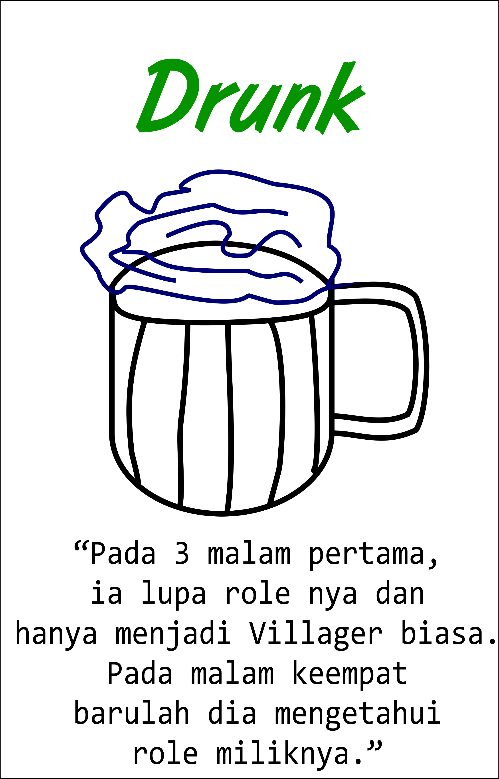 Drunk
“Pada 3 malam pertama,
ia lupa role nya dan
hanya menjadi Villager biasa.
Pada malam keempat
barulah dia mengetahui
role miliknya.”